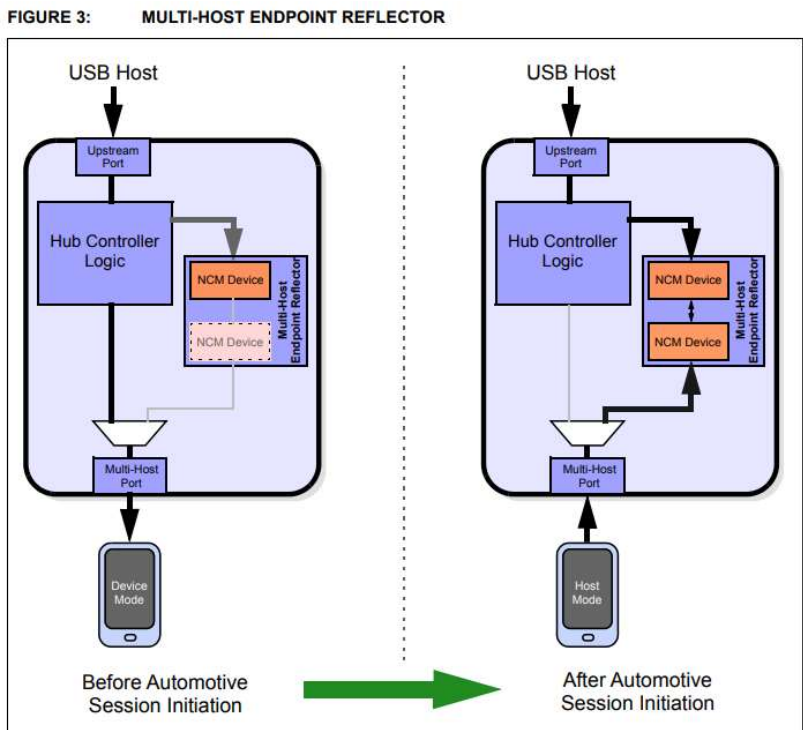 FIGURE 3: MULTI-HOST ENDPOINT REFLECTOR
USB Host
Upstream
Port
Hub Controller
Logic
NCM Device
NCM Device
Multi-Host
Endpoint Reflector
Multi-Host
Port
Device
Mode
Before Automotive
Session Initiation
USB Host
Upstream
Port
Hub Controller
Logic
NCM Device
NCM Device
Multi-Host
Endpoint Reflector
Multi-Host
Port
Host
Mode
After Automotive
Session Initiation